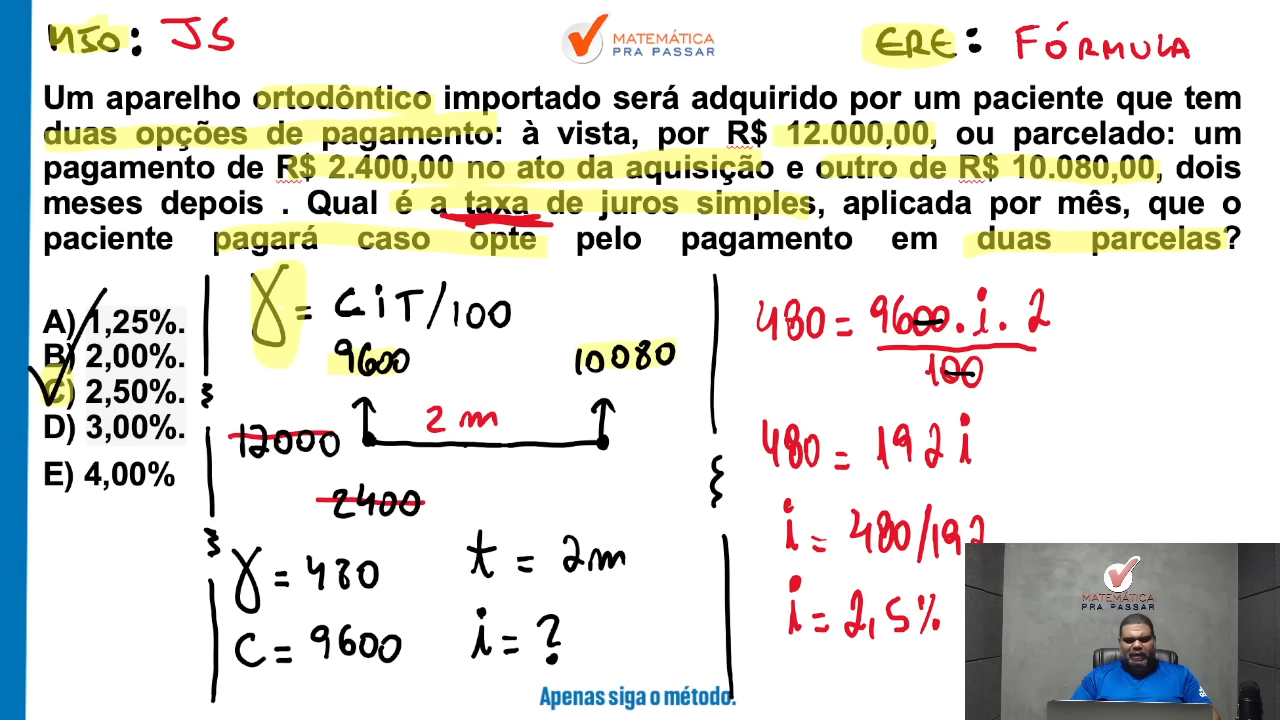 M50: JS
MATEMÁTICA
PRA PASSAR
ERE: FÓRMULA
Um aparelho ortodôntico importado será adquirido por um paciente que tem
duas opções de pagamento: à vista, por R$ 12.000,00, ou parcelado: um
pagamento de R$ 2.400,00 no ato da aquisição e outro de R$ 10.080,00, dois
meses depois . Qual é a taxa de juros simples, aplicada por mês, que o
paciente pagará caso opte pelo pagamento em duas parcelas?
A) 1,25%.
B) 2,00%.
C) 2,50%.
D) 3,00%.
E) 4,00%
J = CiT/100
9600 10080
2 m
12000
2400
J = 480 t = 2m
C = 9600 i = ?
480 = 9600 . i . 2
100
480 = 192 i
i = 480/192
i = 2,5%
MATEMÁTICA
PRA PASSAR
Apenas siga o método.